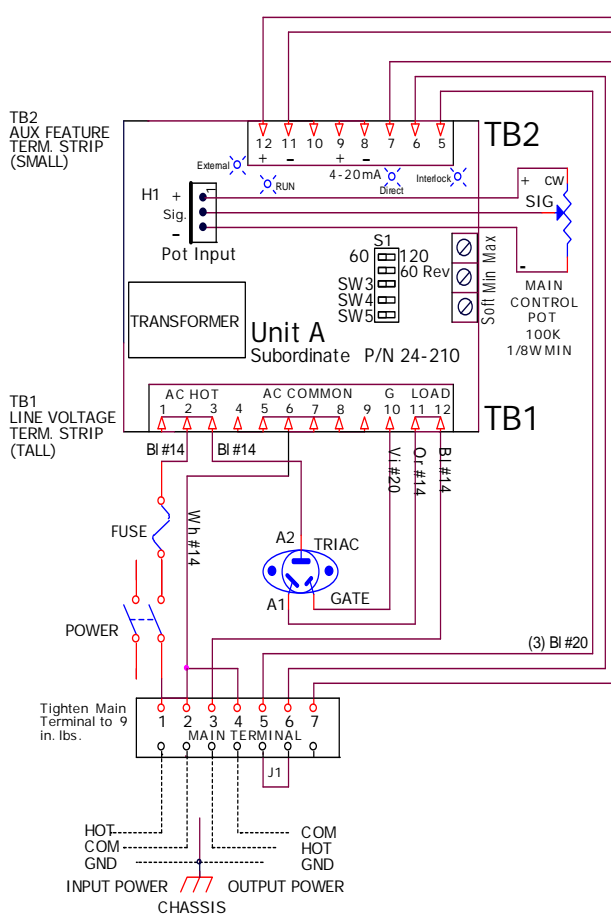 TB2
AUX FEATURE
TERM. STRIP
(SMALL)
12 11 10 9 8 7 6 5
+ - + -
TB2
4-20mA
External
RUN
Direct
Interlock
H1
+
Sig.
-
1
Pot Input
+ CW
SIG
-
MAIN
CONTROL
POT
100K
1/8W MIN
S1
60 120
60 Rev
SW3
SW4
SW5
Soft Min Max
TRANSFORMER
Unit A
Subordinate P/N 24-210
TB1
LINE VOLTAGE
TERM. STRIP
(TALL)
AC HOT AC COMMON G LOAD
1 2 3 4 5 6 7 8 9 10 11 12
TB1
Bl #14
Bl #14
Wh #14
Vi #20
Or #14
Bl #14
FUSE
A2
TRIAC
A1
GATE
POWER
(3) Bl #20
Tighten Main
Terminal to 9
in. lbs.
1 2 3 4 5 6 7
MAIN TERMINAL
J1
HOT
COM
GND
COM
HOT
GND
INPUT POWER
OUTPUT POWER
CHASSIS